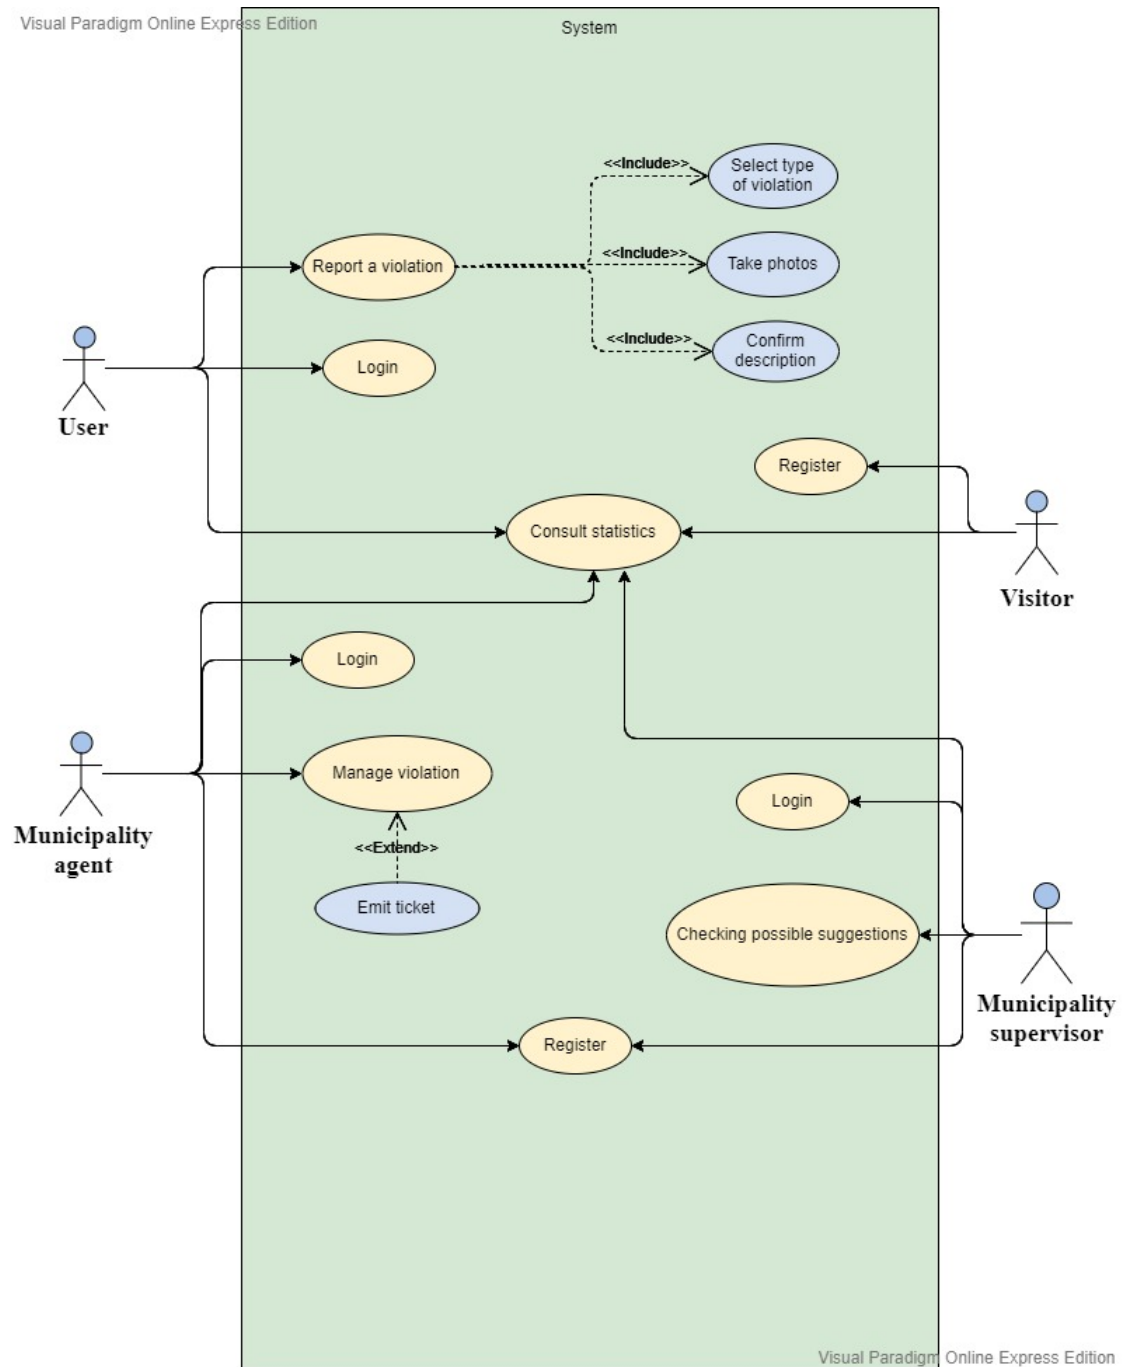 Visual Paradigm Online Express Edition
System
<<Include>>
Select type
of violation
<<Include>>
Take photos
Report a violation
<<Include>>
Confirm
description
Login
User
Register
Consult statistics
Visitor
Login
Manage violation
Municipality
agent
<<Extend>>
Emit ticket
Login
Checking possible suggestions
Municipality
supervisor
Register
Visual Paradigm Online Express Edition